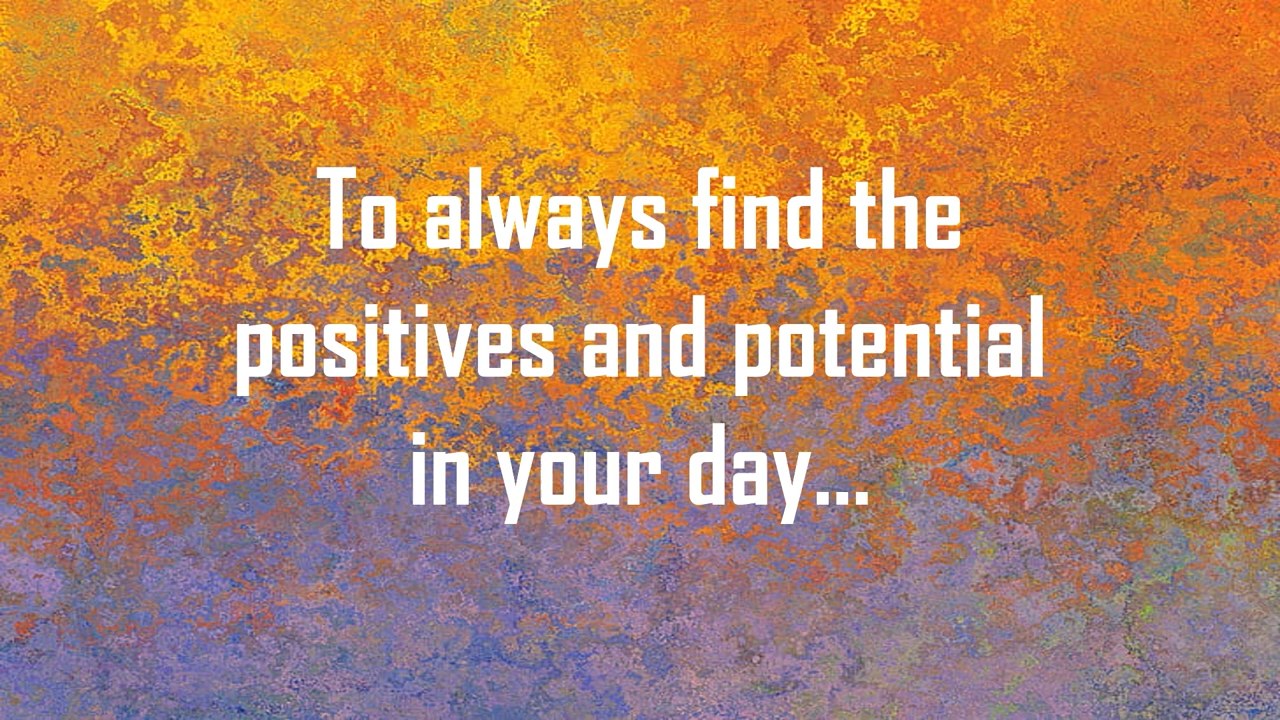 To always find the
positives and potential
in your day...